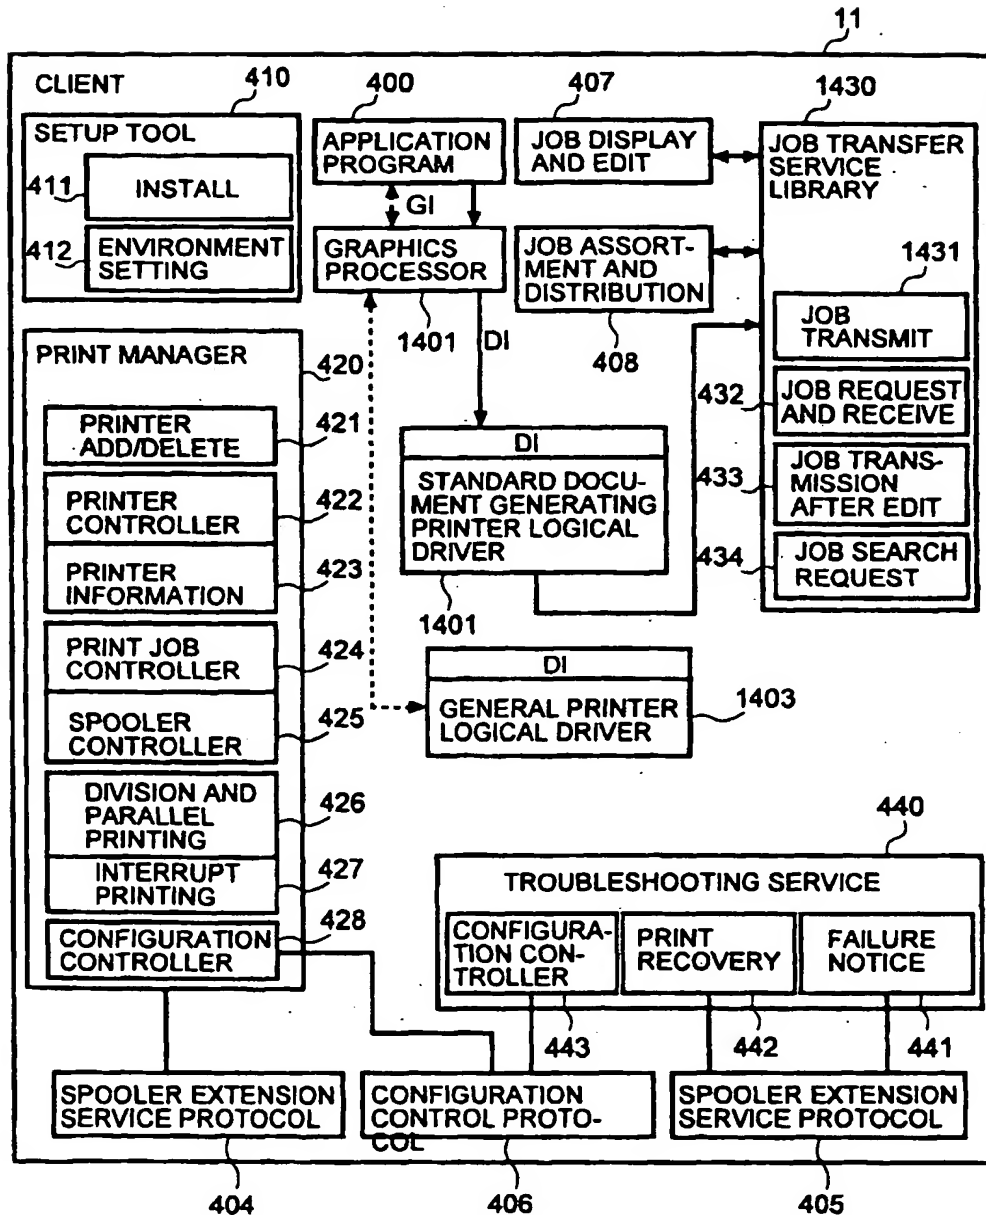 11
CLIENT
410
SETUP TOOL
411
INSTALL
412
ENVIRONMENT
SETTING
400
APPLICATION
PROGRAM
GI
GRAPHICS
PROCESSOR
1401
DI
407
JOB DISPLAY
AND EDIT
JOB ASSORT-
MENT AND
DISTRIBUTION
408
1430
JOB TRANSFER
SERVICE
LIBRARY
1431
JOB
TRANSMIT
432
JOB REQUEST
AND RECEIVE
433
JOB TRANS-
MISSION
AFTER EDIT
434
JOB SEARCH
REQUEST
PRINT MANAGER
420
PRINTER
ADD/DELETE
421
PRINTER
CONTROLLER
422
PRINTER
INFORMATION
423
PRINT JOB
CONTROLLER
424
SPOOLER
CONTROLLER
425
DIVISION AND
PARALLEL
PRINTING
426
INTERRUPT
PRINTING
427
CONFIGURATION
CONTROLLER
428
DI
STANDARD DOCU-
MENT GENERATING
PRINTER LOGICAL
DRIVER
1401
DI
GENERAL PRINTER
LOGICAL DRIVER
1403
440
TROUBLESHOOTING SERVICE
CONFIGURA-
TION CON-
TROLLER
443
PRINT
RECOVERY
442
FAILURE
NOTICE
441
SPOOLER EXTENSION
SERVICE PROTOCOL
404
CONFIGURATION
CONTROL PROTO-
COL
406
SPOOLER EXTENSION
SERVICE PROTOCOL
405